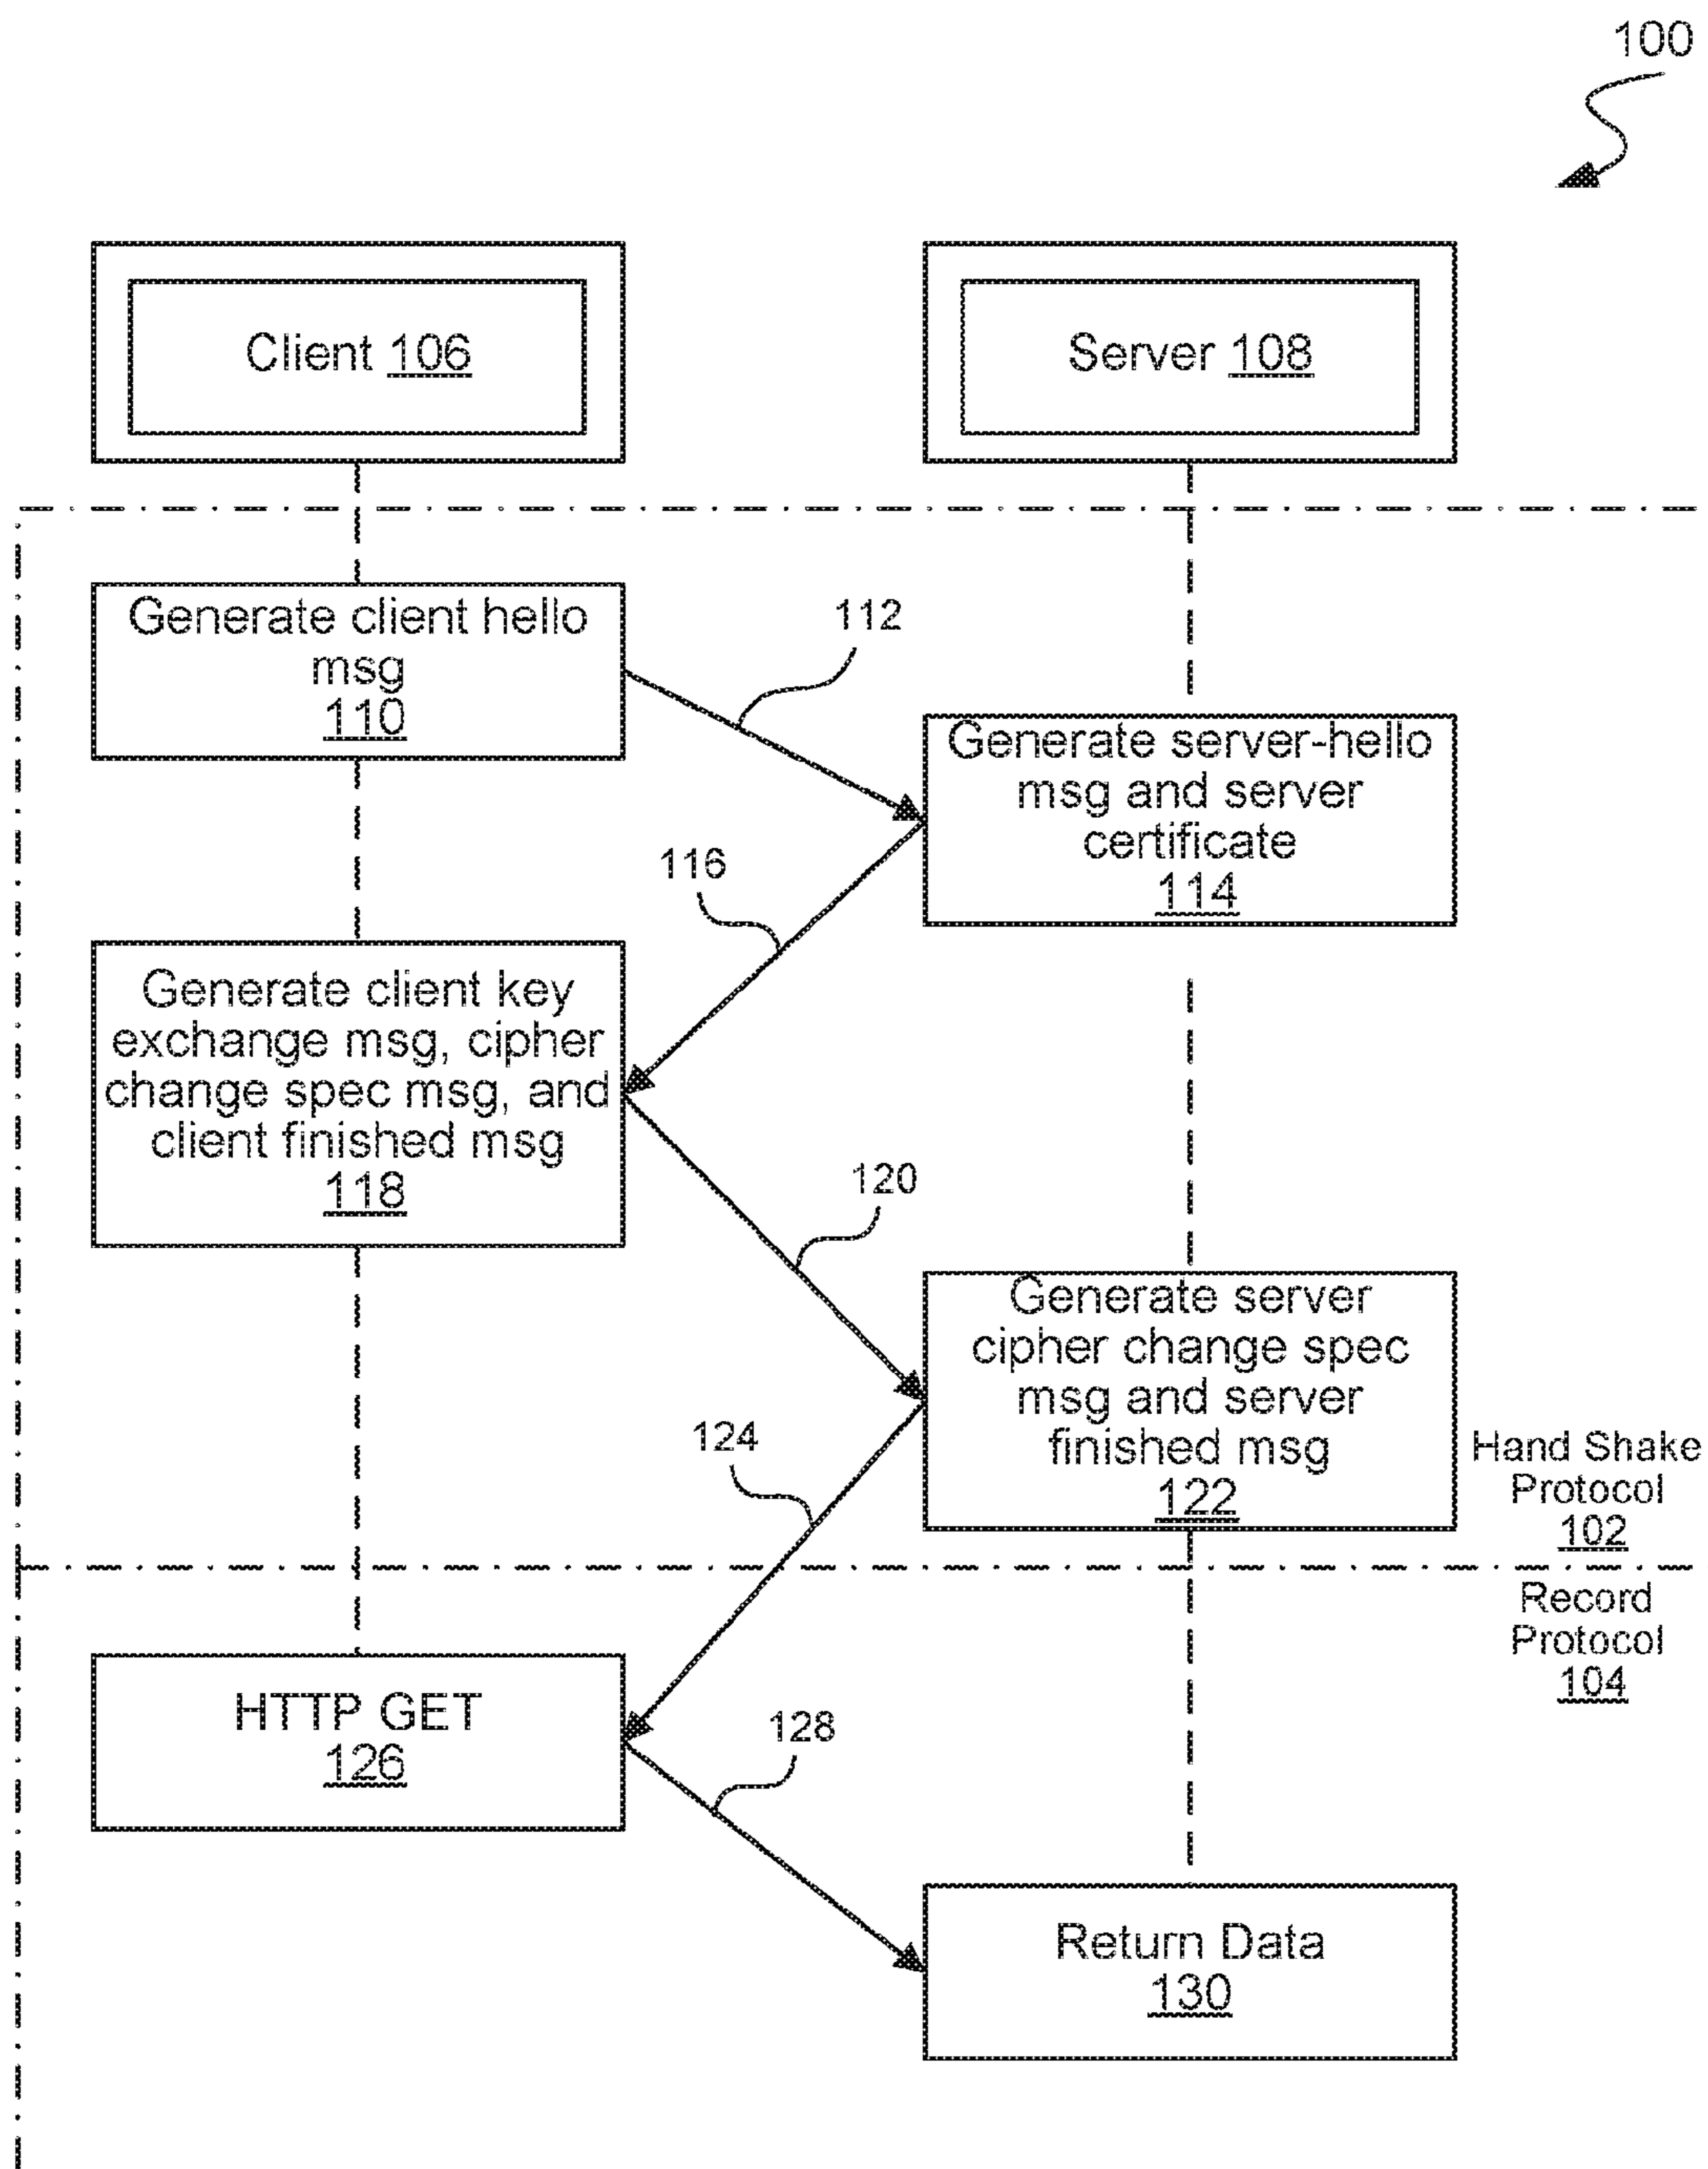 100
Client 106
Server 108
Generate client hello
msg
110
112
Generate server-hello
msg and server
certificate
114
116
Generate client key
exchange msg, cipher
change spec msg, and
client finished msg
118
120
Generate server
cipher change spec
msg and server
finished msg
122
124
Hand Shake
Protocol
102
Record
Protocol
104
HTTP GET
126
128
Return Data
130